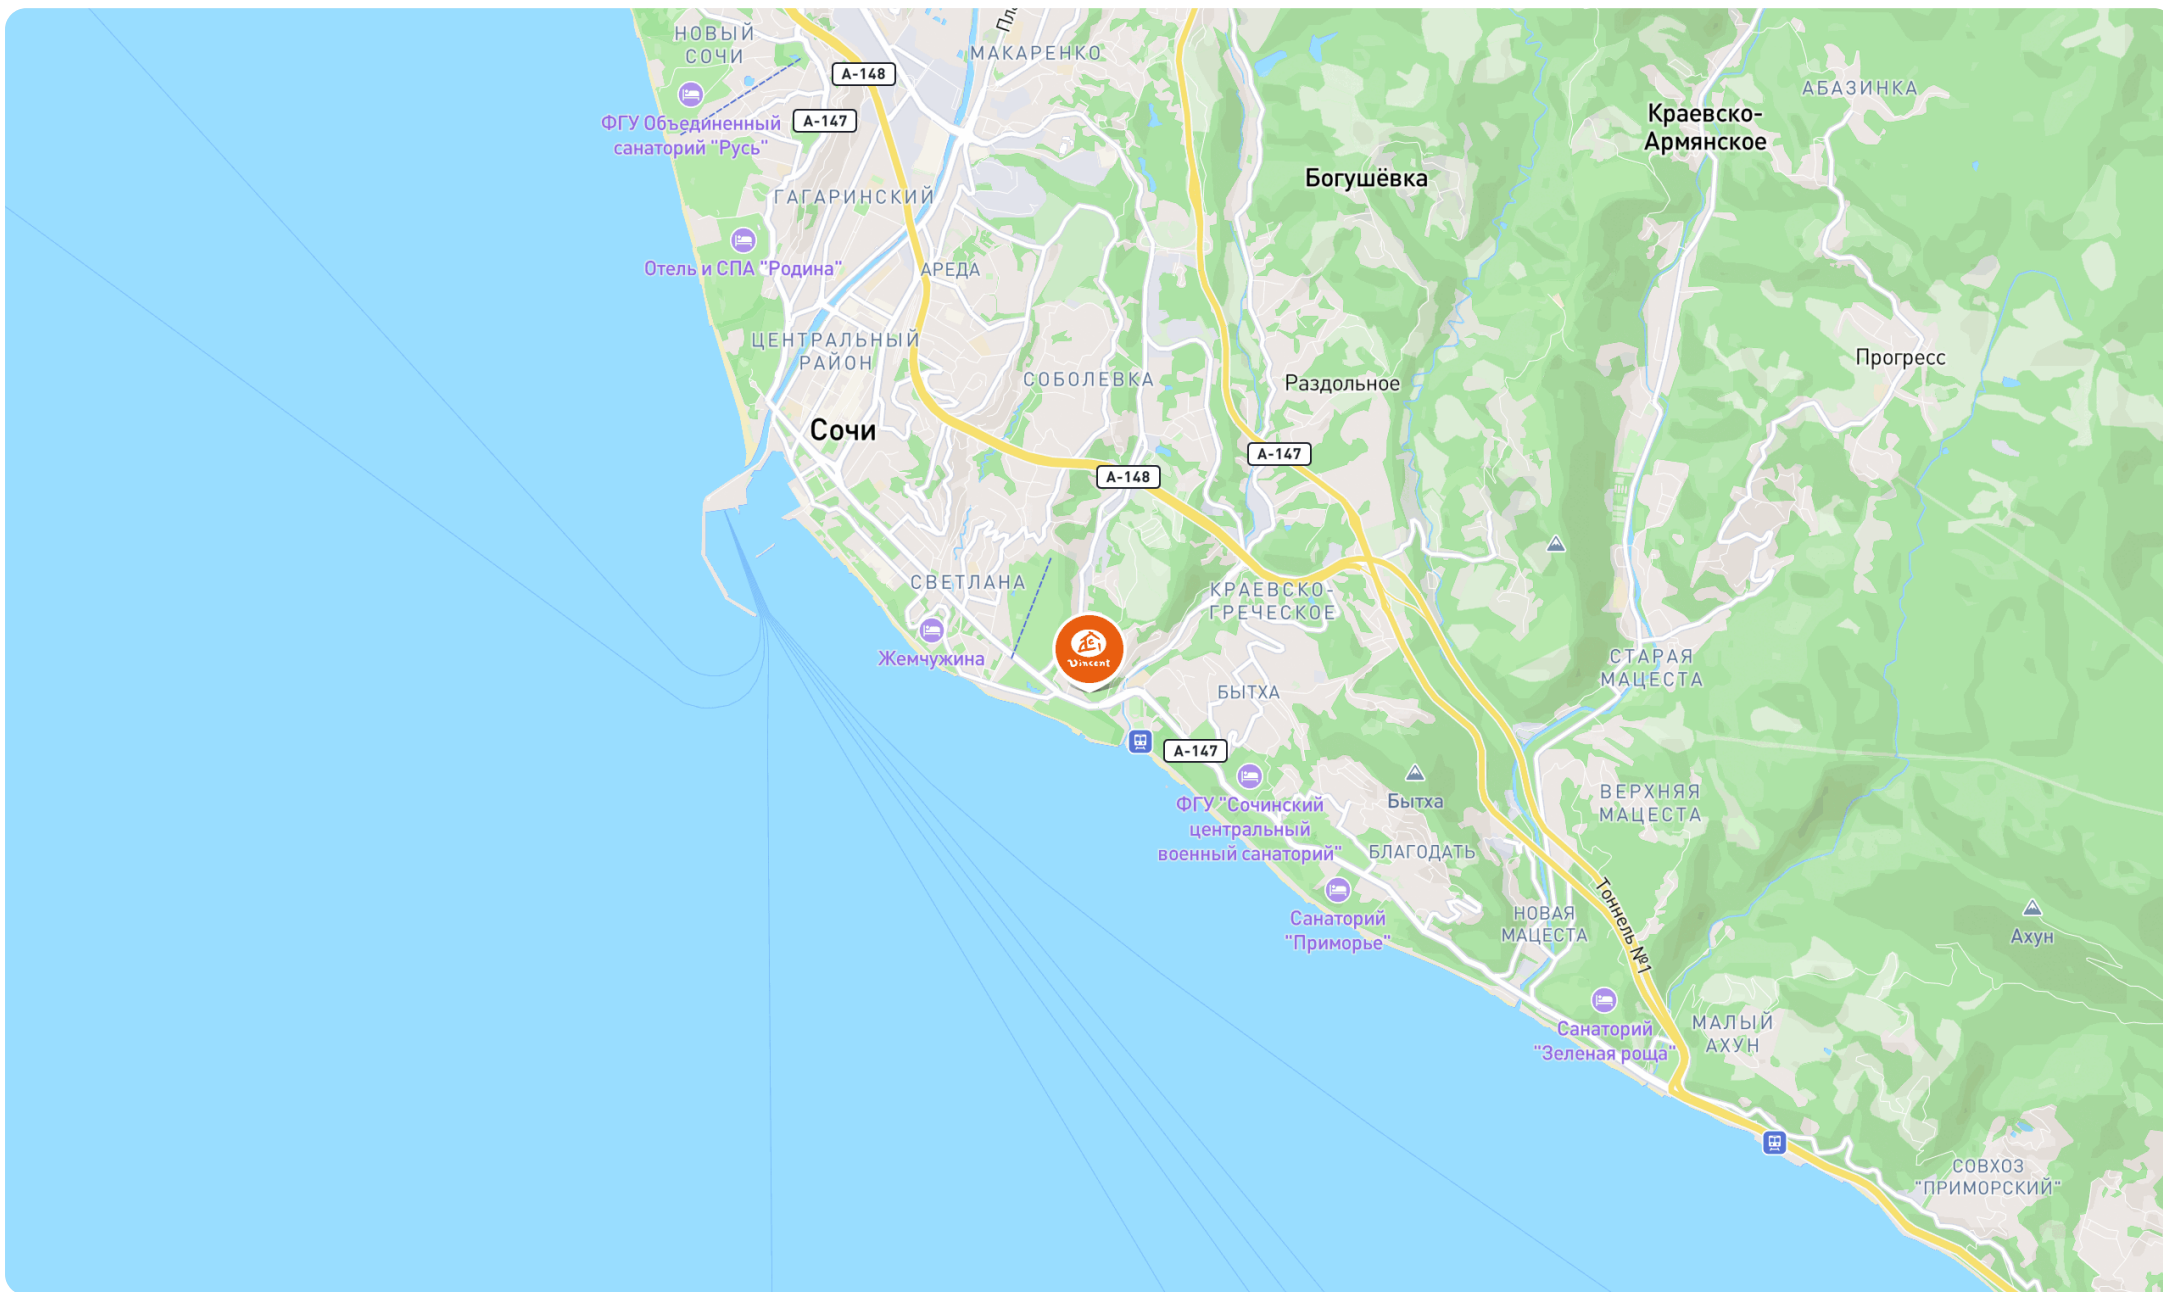 НОВЫЙ
СОЧИ
Пла
МАКАРЕНКО
А-148
А-147
ФГУ Объединенный
санаторий "Русь"
АБАЗИНКА
Краевско-
Армянское
Богушёвка
ГАГАРИНСКИЙ
Отель и СПА "Родина"
АРЕДА
ЦЕНТРАЛЬНЫЙ
РАЙОН
СОБОЛЕВКА
Раздольное
Прогресс
Сочи
А-147
А-148
СВЕТЛАНА
КРАЕВСКО-
ГРЕЧЕСКОЕ
Vincent
Жемчужина
СТАРАЯ
МАЦЕСТА
БЫТХА
А-147
ФГУ "Сочинский
центральный
военный санаторий"
Бытха
ВЕРХНЯЯ
МАЦЕСТА
БЛАГОДАТЬ
Санаторий
"Приморье"
НОВАЯ
МАЦЕСТА
Тоннель №1
Ахун
Санаторий
"Зеленая роща"
МАЛЫЙ
АХУН
СОВХОЗ
"ПРИМОРСКИЙ"